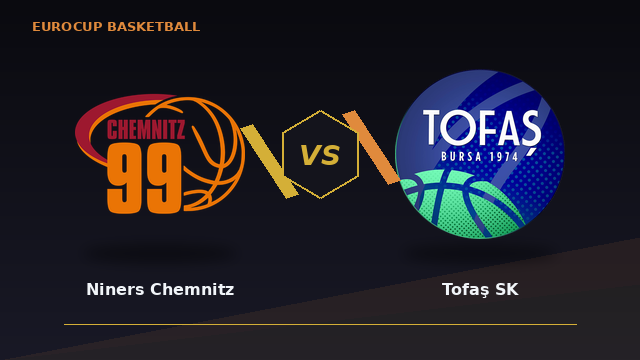 EUROCUP BASKETBALL
CHEMNITZ
99
VS
TOFAŞ
BURSA 1974
Niners Chemnitz
Tofaş SK